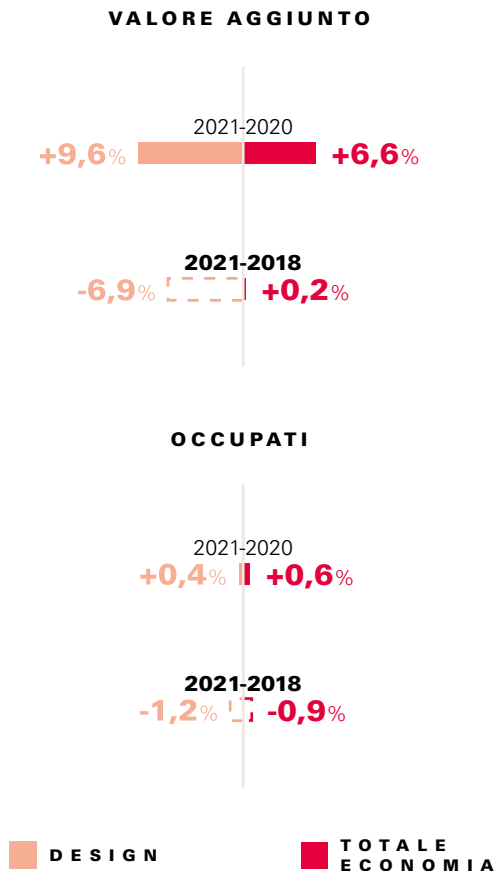 VALORE AGGIUNTO
2021-2020
+9,6% +6,6%
2021-2018
-6,9% +0,2%
OCCUPATI
2021-2020
+0,4% +0,6%
2021-2018
-1,2% -0,9%
DESIGN
TOTALE
ECONOMIA